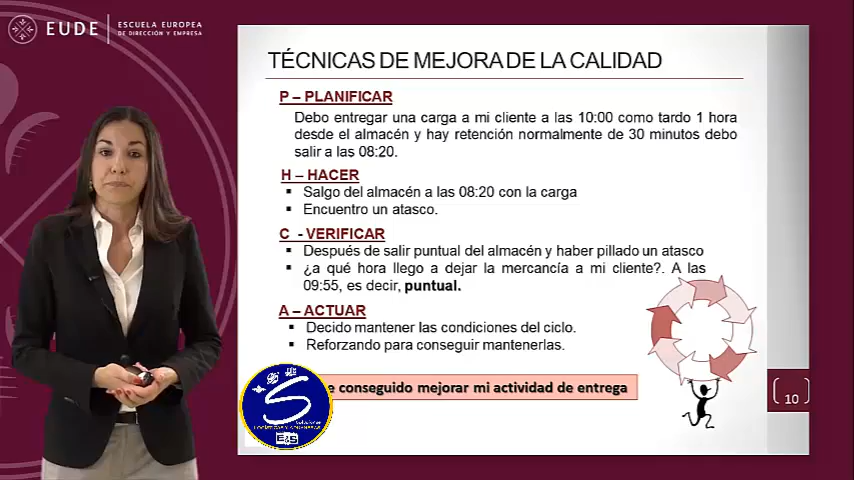 EUDE
ESCUELA EUROPEA
DE DIRECCIÓN Y EMPRESA
TÉCNICAS DE MEJORA DE LA CALIDAD
P – PLANIFICAR
Debo entregar una carga a mi cliente a las 10:00 como tardo 1 hora
desde el almacén y hay retención normalmente de 30 minutos debo
salir a las 08:20.
H – HACER
▪ Salgo del almacén a las 08:20 con la carga
▪ Encuentro un atasco.
C - VERIFICAR
▪ Después de salir puntual del almacén y haber pillado un atasco
▪ ¿a qué hora llego a dejar la mercancía a mi cliente?. A las
09:55, es decir, puntual.
A – ACTUAR
▪ Decido mantener las condiciones del ciclo.
▪ Reforzando para conseguir mantenerlas.
e conseguido mejorar mi actividad de entrega
S
Soluciones
LOGÍSTICAS Y ADUANERAS
E&S
10